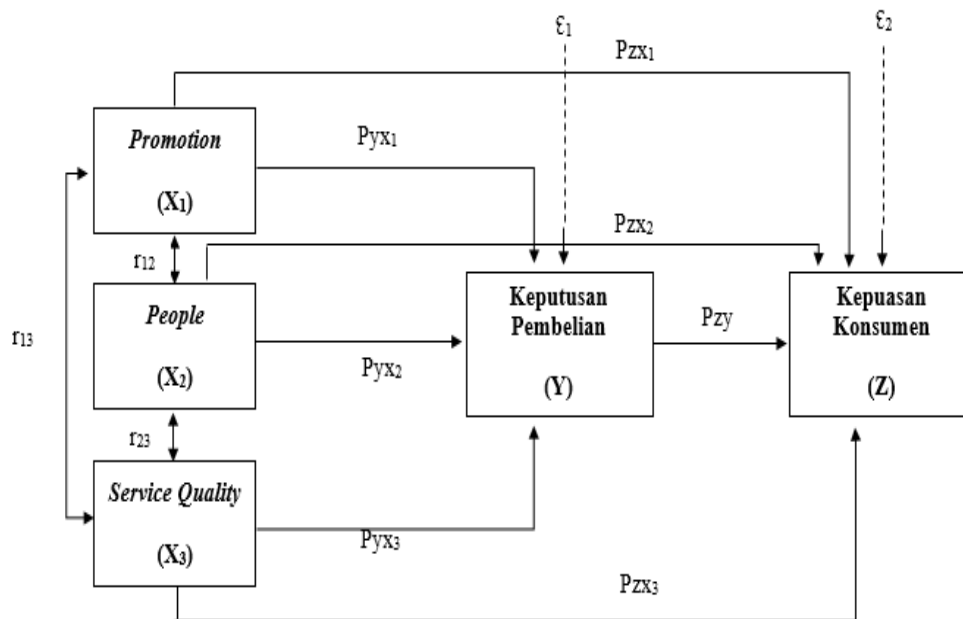 ε₁
ε₂
Pzx₁
Promotion
(X₁)
Pyx₁
Pzx₂
r₁₂
People
(X₂)
Keputusan
Pembelian
(Y)
Pzy
Kepuasan
Konsumen
(Z)
r₁₃
Pyx₂
r₂₃
Service Quality
(X₃)
Pyx₃
Pzx₃